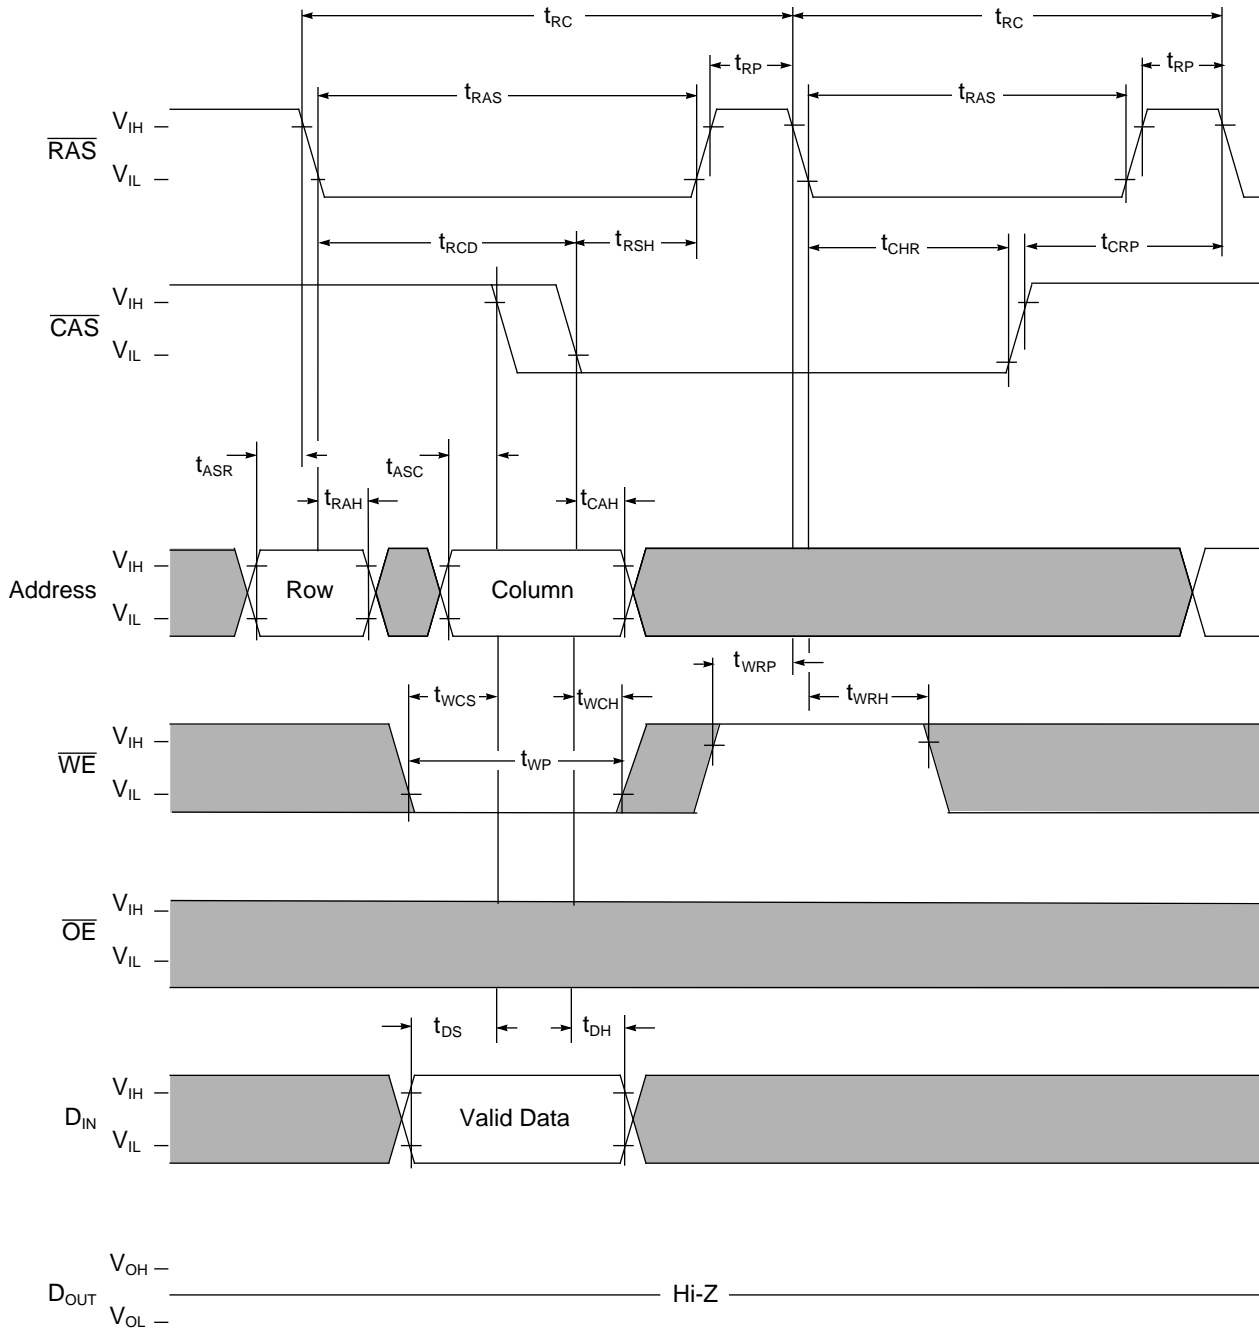 tRC tRC
tRP tRP
tRAS tRAS
RAS VIH
VIL
tRCD tRSH tCHR tCRP
CAS VIH
VIL
tASR tASC
tRAH tCAH
Address VIH
VIL
Row Column
tWRP
tWCS tWCH tWRH
WE VIH
VIL
tWP
OE VIH
VIL
tDS tDH
DIN VIH
VIL
Valid Data
DOUT VOH
VOL
Hi-Z